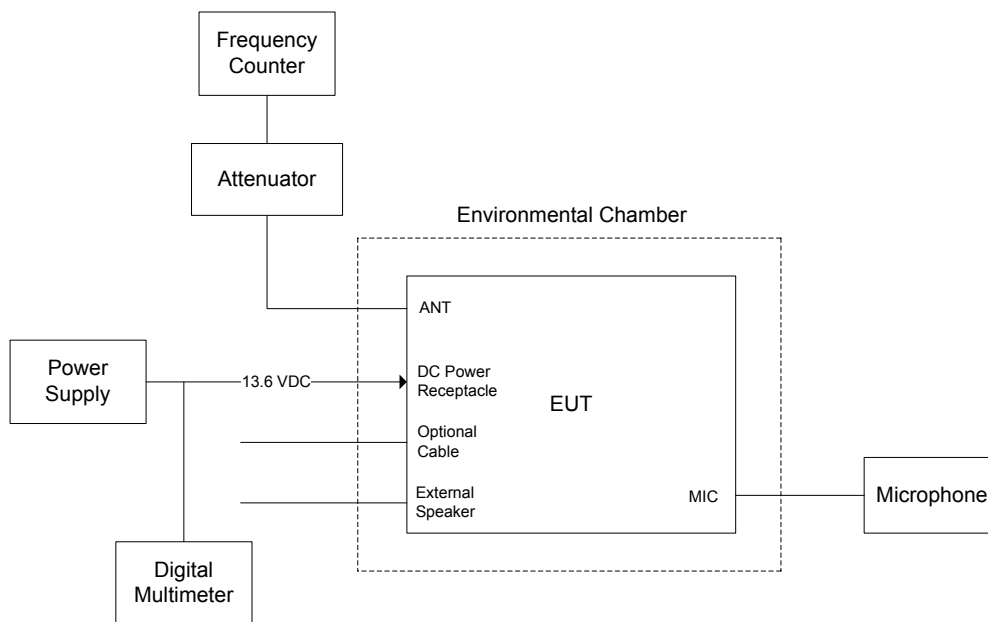 Frequency
Counter
Attenuator
Environmental Chamber
ANT
Power
Supply
13.6 VDC
DC Power
Receptacle
EUT
Optional
Cable
External
Speaker
MIC
Microphone
Digital
Multimeter